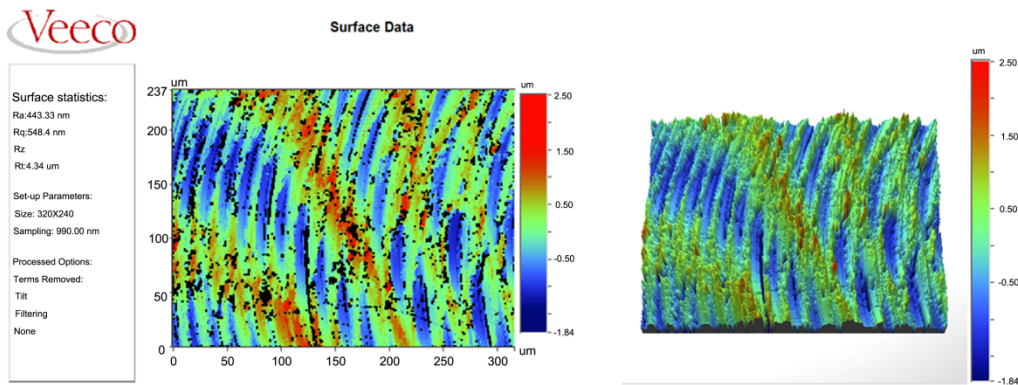 Veeco
Surface Data
Surface statistics:
Ra:443.33 nm
Rq:548.4 nm
Rz
Rt:4.34 um
Set-up Parameters:
Size: 320X240
Sampling: 990.00 nm
Processed Options:
Terms Removed:
Tilt
Filtering
None
um
237
200
150
100
50
0
0 50 100 150 200 250 300 um
um
2.50
1.50
0.50
-0.50
-1.84
um
2.50
1.50
0.50
-0.50
-1.84